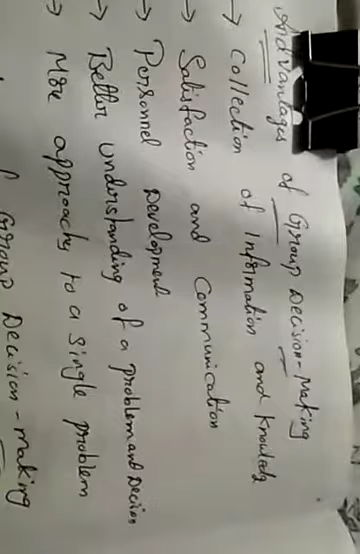 Advantages of Group Decision-Making
→ Collection of Information and knowledg
→ Satisfaction and Communication
→ Personnel Development
→ Better understanding of a problem and Decision
→ More approachs to a single problem
Group Decision-making